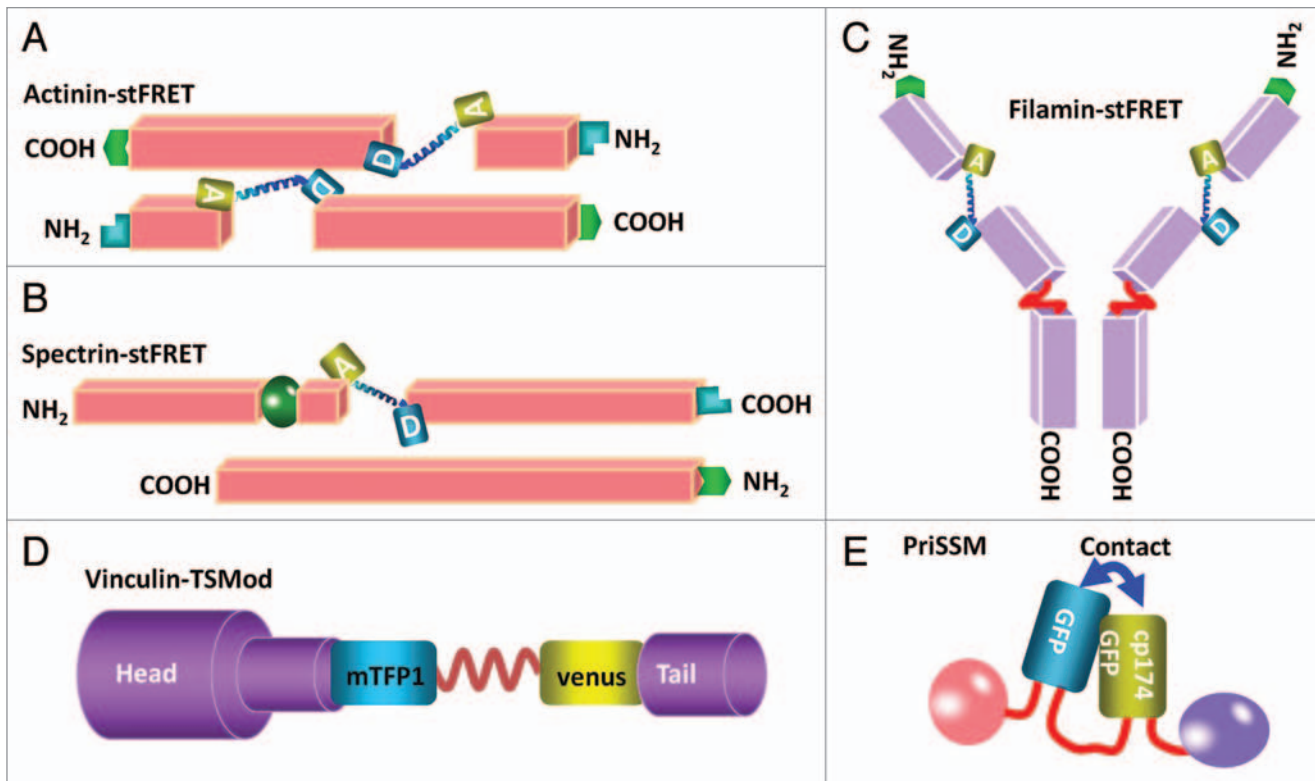 A
Actinin-stFRET
COOH
A
D
NH2
A
D
NH2
COOH
B
Spectrin-stFRET
A
NH2
D
COOH
COOH
NH2
C
NH2
NH2
Filamin-stFRET
A
A
D
D
COOH
COOH
D
Vinculin-TSMod
Head
mTFP1
venus
Tail
E
PriSSM
Contact
GFP
cp174
GFP